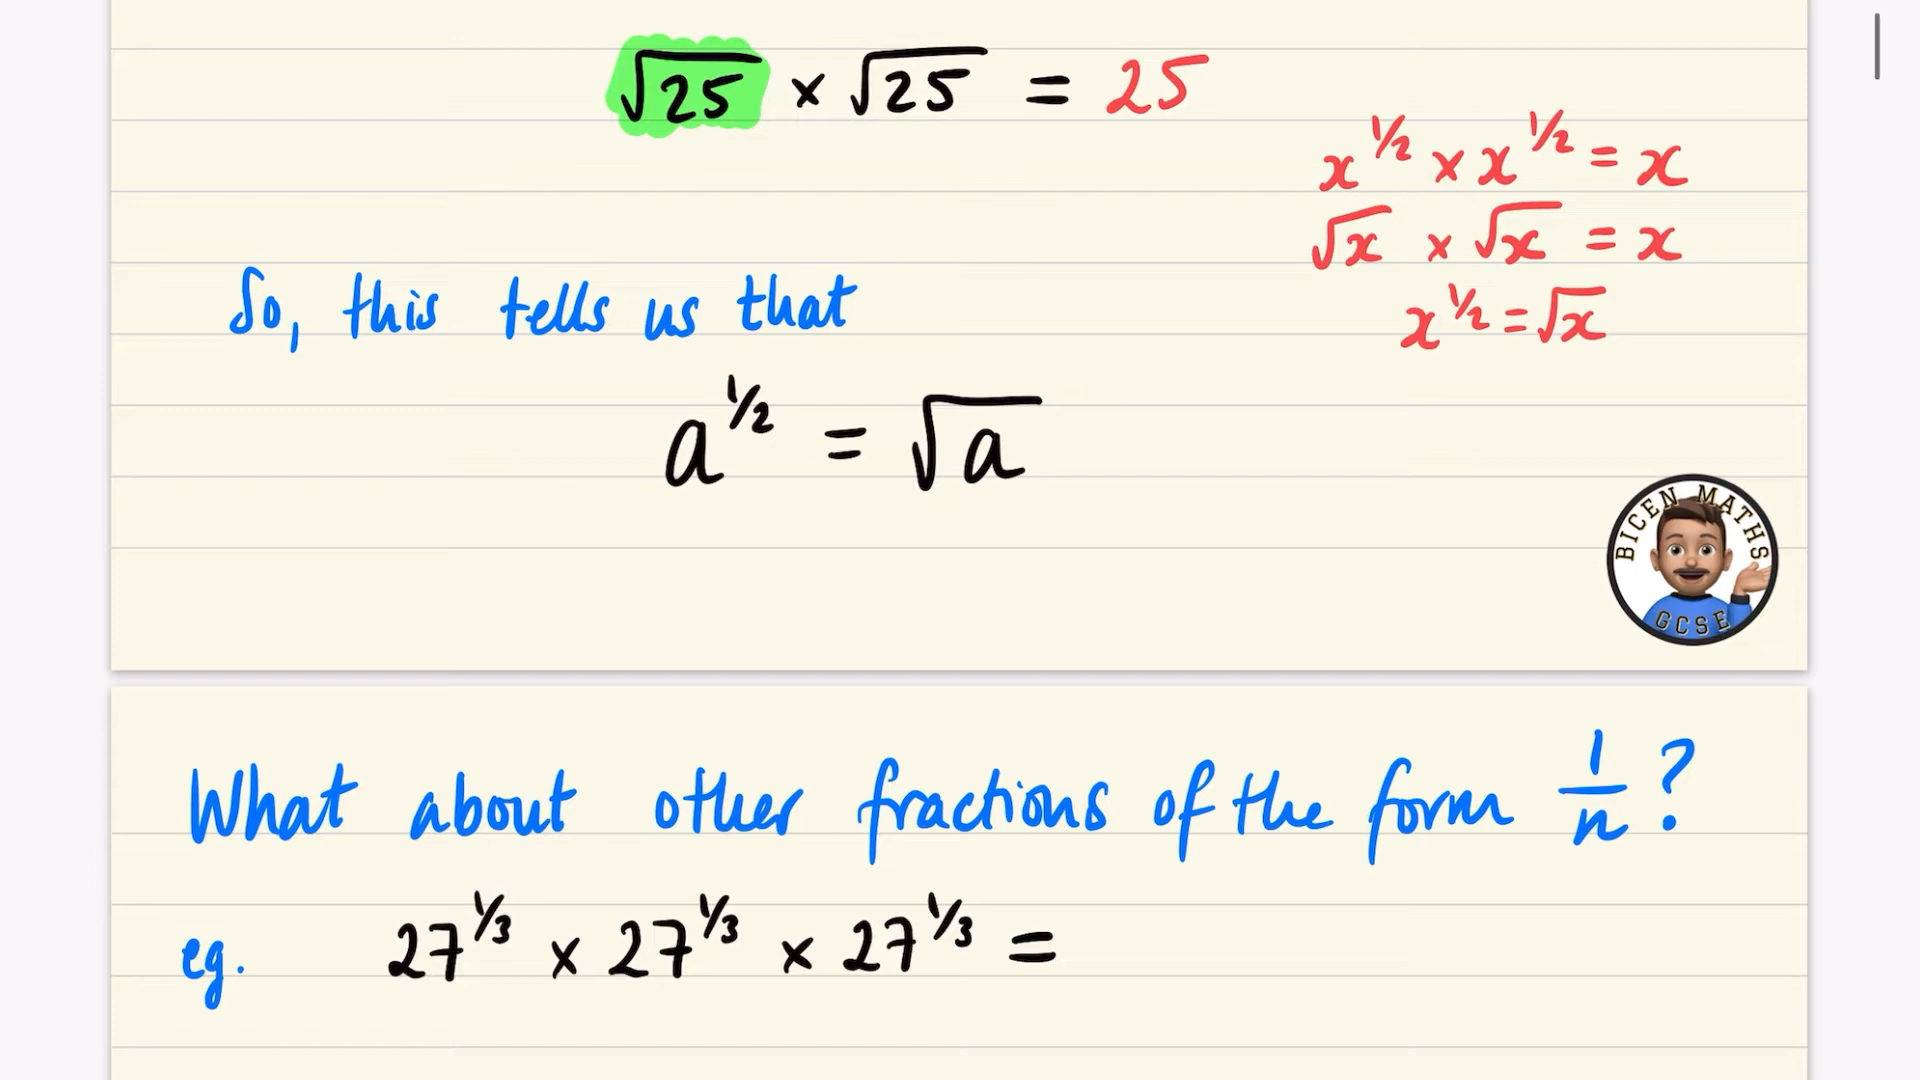 √25 × √25 = 25
x^1/2 × x^1/2 = x
√x × √x = x
x^1/2 = √x
So, this tells us that
a^1/2 = √a
BICEN MATHS
GCSE
What about other fractions of the form 1/n?
eg. 27^1/3 × 27^1/3 × 27^1/3 =